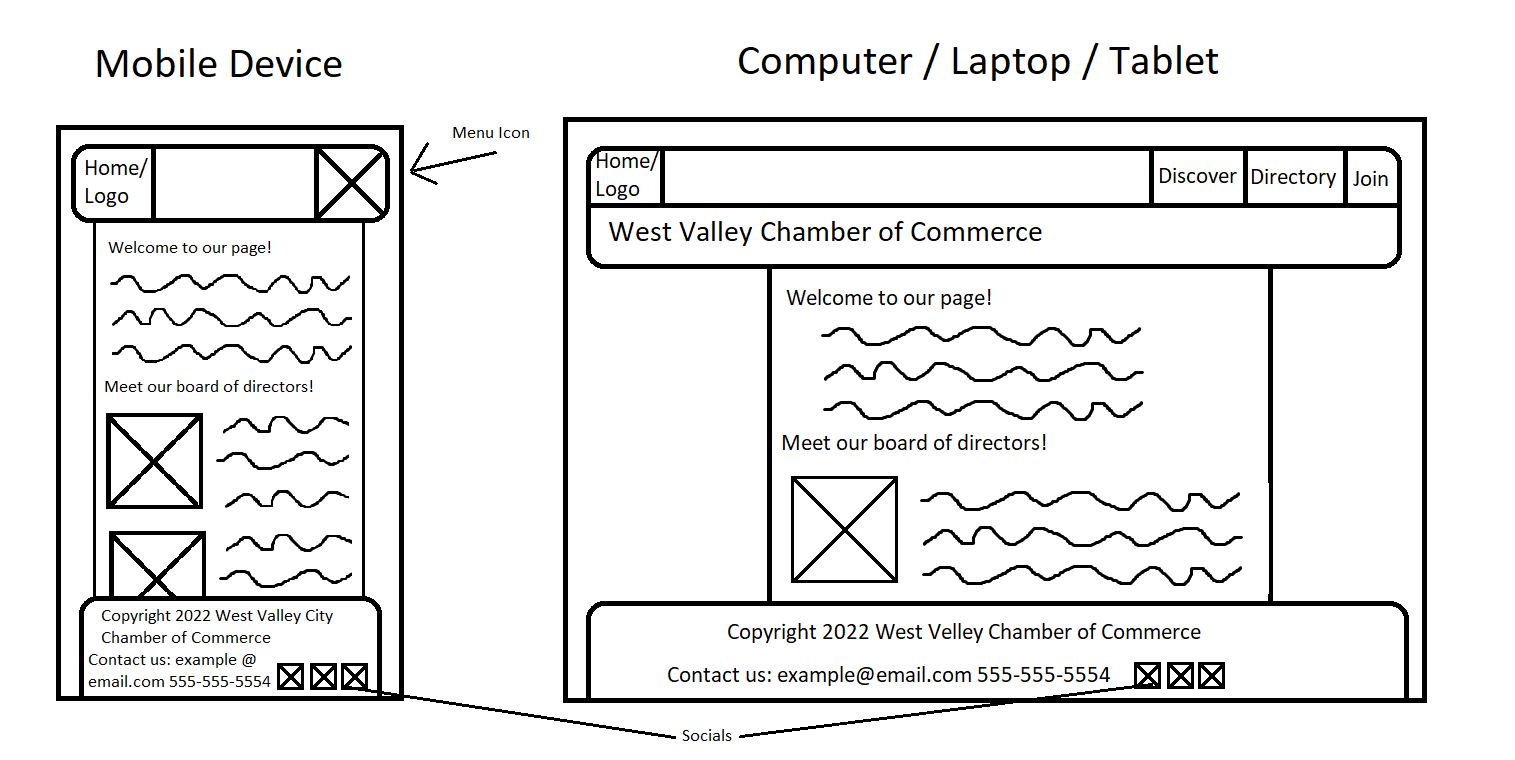 Mobile Device
Computer / Laptop / Tablet
Menu Icon
Home/
Logo
Welcome to our page!
Meet our board of directors!
Copyright 2022 West Valley City
Chamber of Commerce
Contact us: example @
email.com 555-555-5554
Home/
Logo
Discover
Directory
Join
West Valley Chamber of Commerce
Welcome to our page!
Meet our board of directors!
Copyright 2022 West Velley Chamber of Commerce
Contact us: example@email.com 555-555-5554
Socials